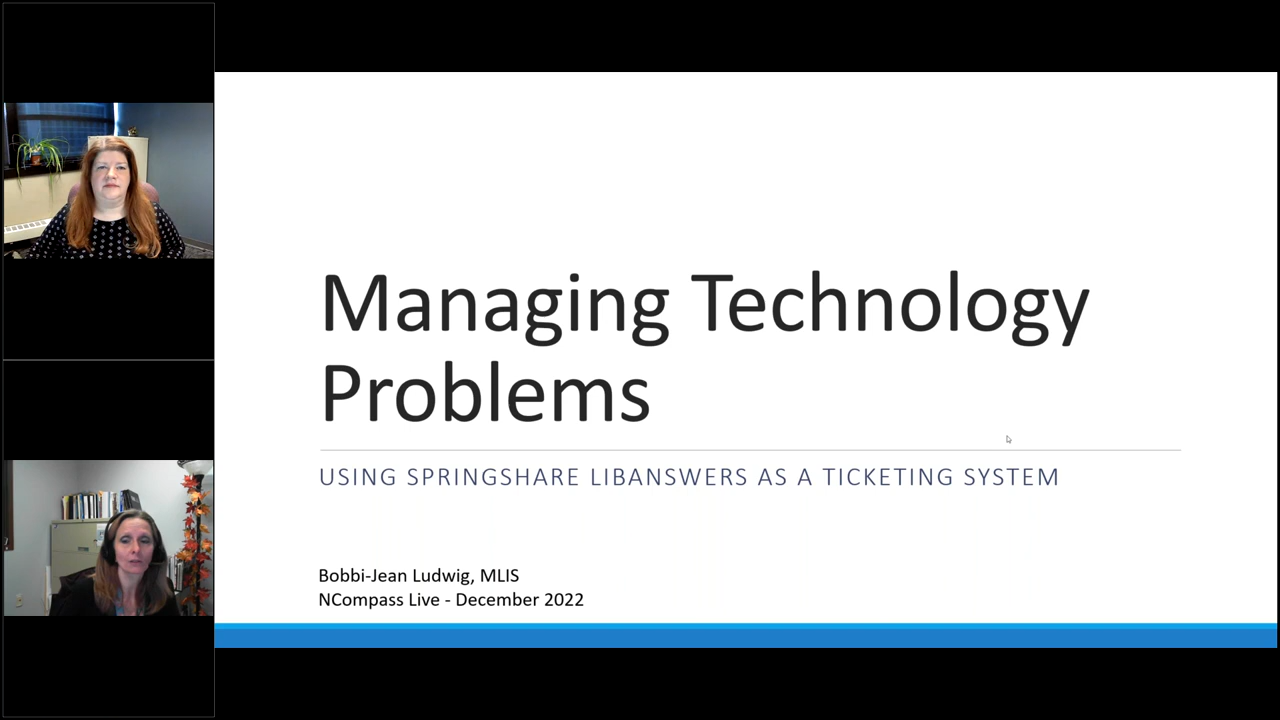 Managing Technology
Problems
USING SPRINGSHARE LIBANSWERS AS A TICKETING SYSTEM
Bobbi-Jean Ludwig, MLIS
NCompass Live - December 2022